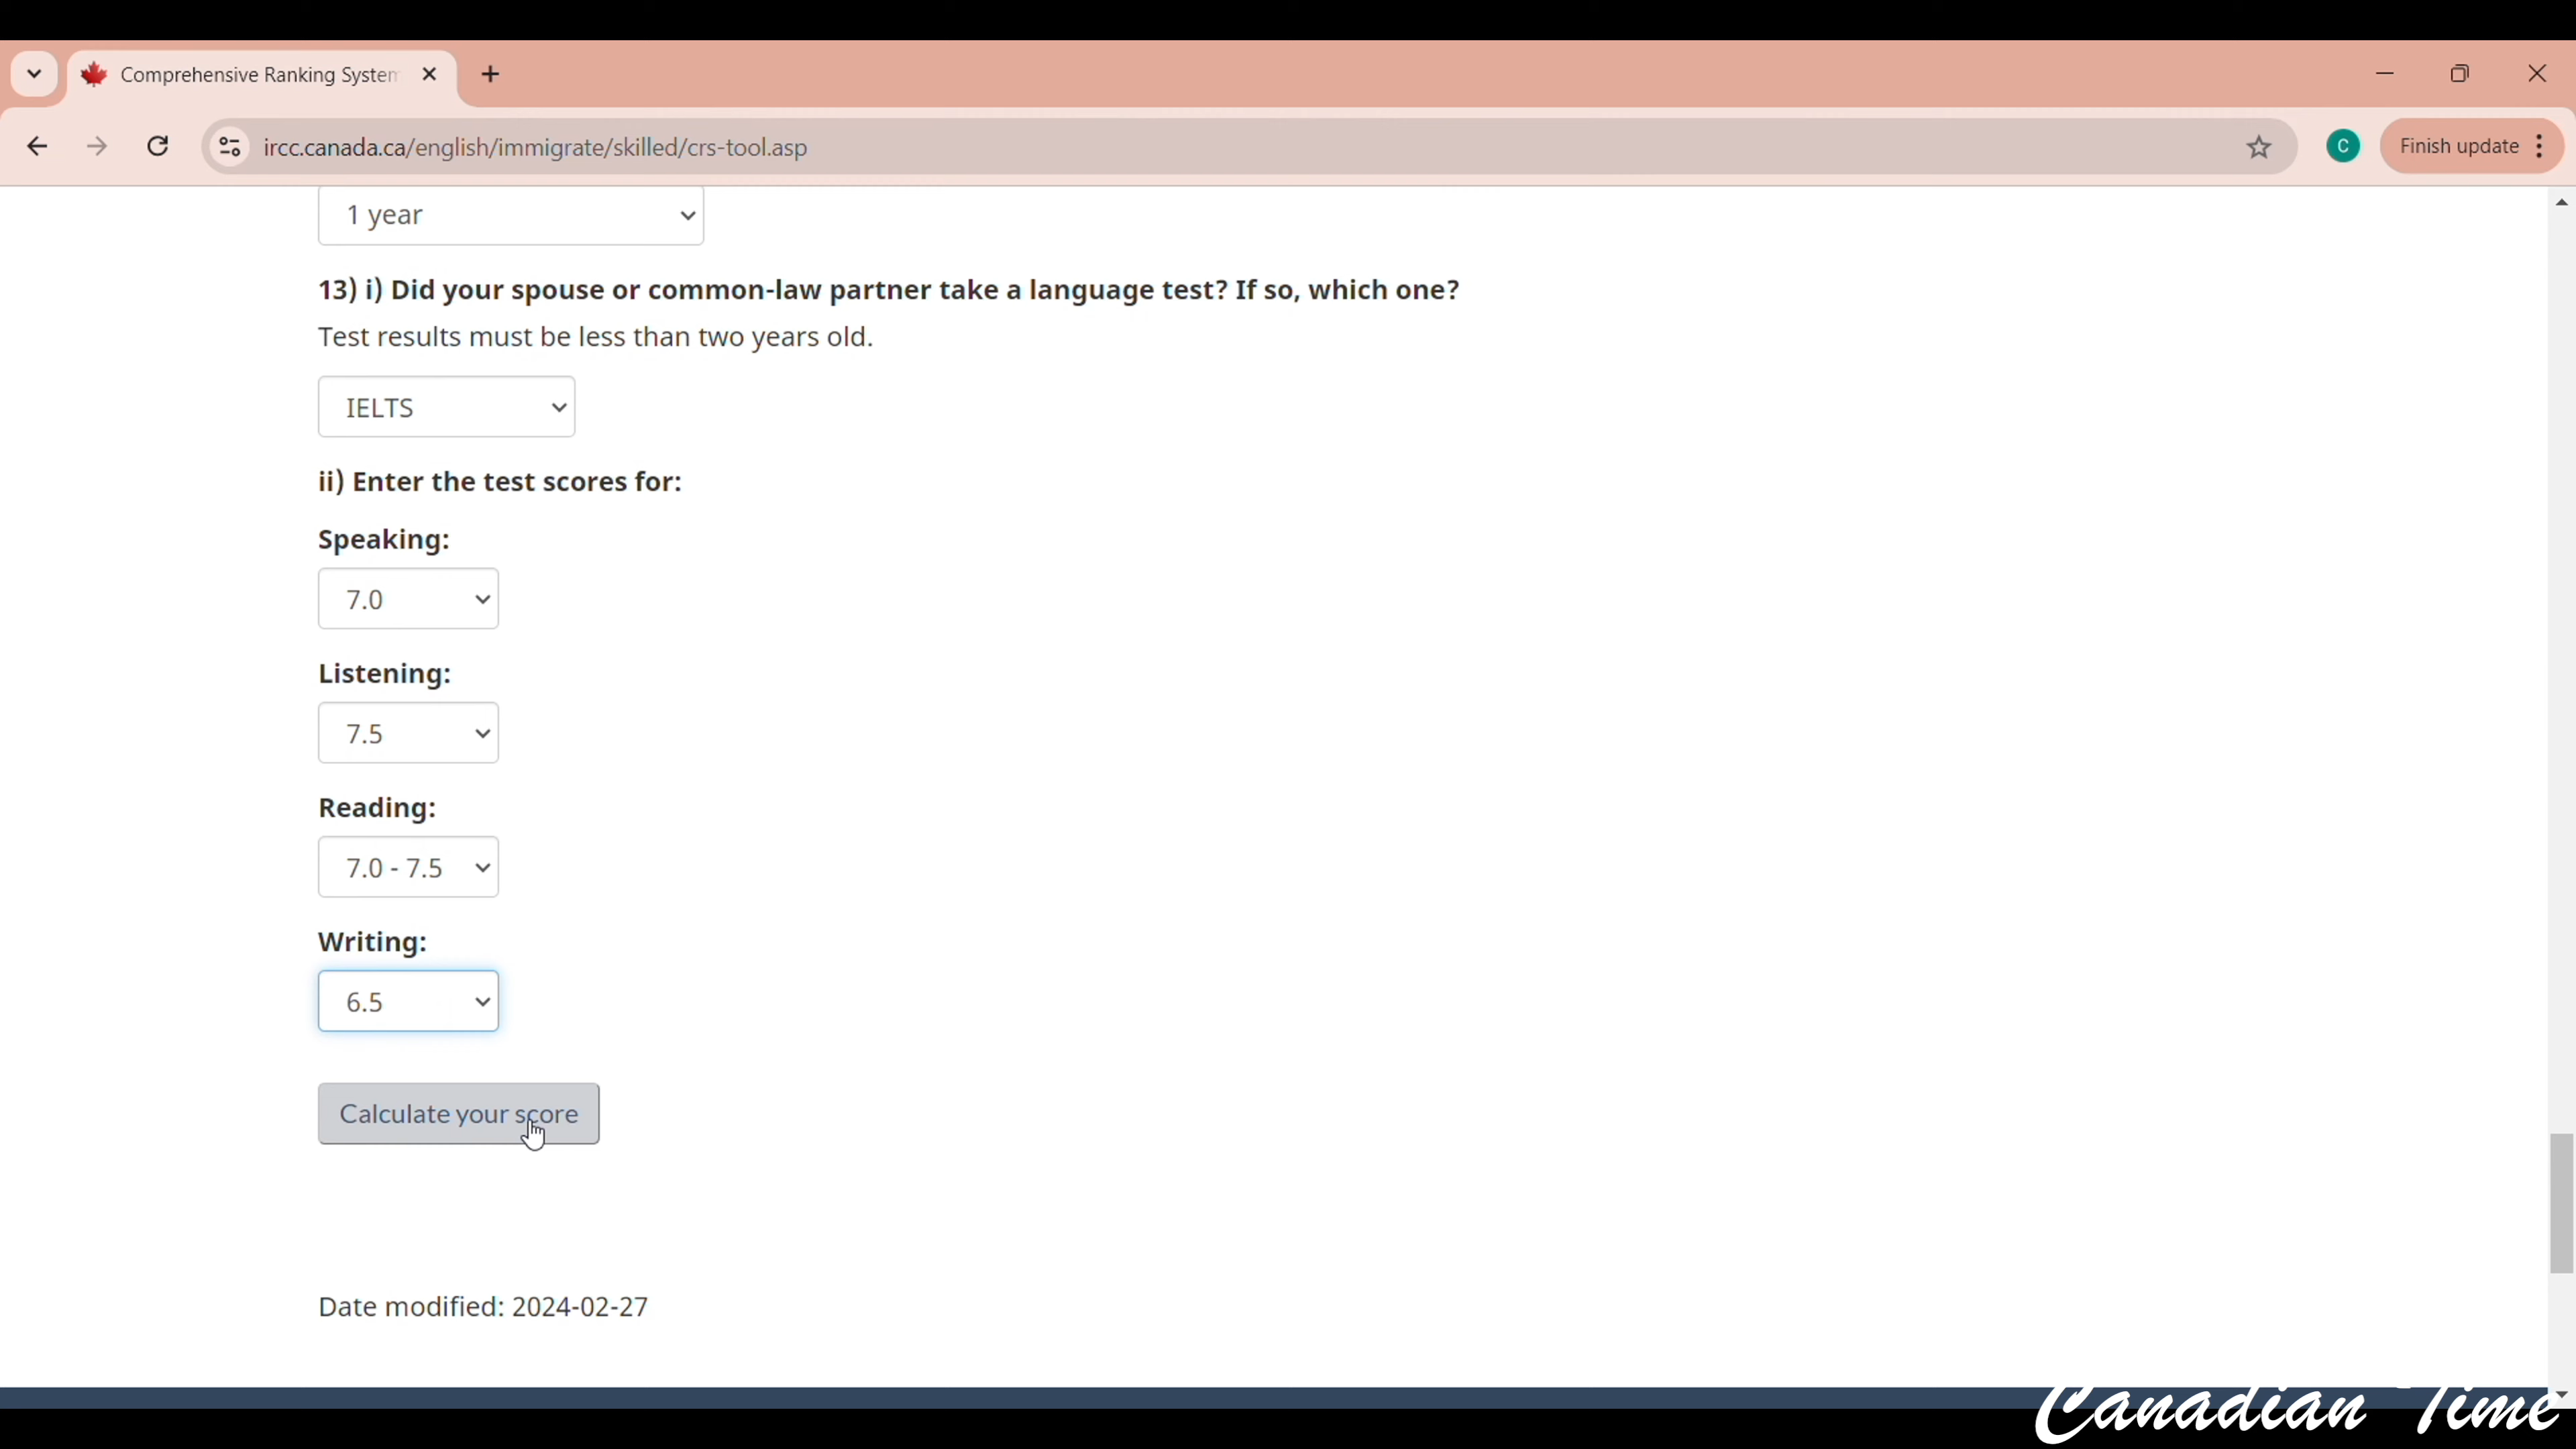 Comprehensive Ranking System
ircc.canada.ca/english/immigrate/skilled/crs-tool.asp
C
Finish update
1 year
13) i) Did your spouse or common-law partner take a language test? If so, which one?
Test results must be less than two years old.
IELTS
ii) Enter the test scores for:
Speaking:
7.0
Listening:
7.5
Reading:
7.0 - 7.5
Writing:
6.5
Calculate your score
Date modified: 2024-02-27
Canadian Time